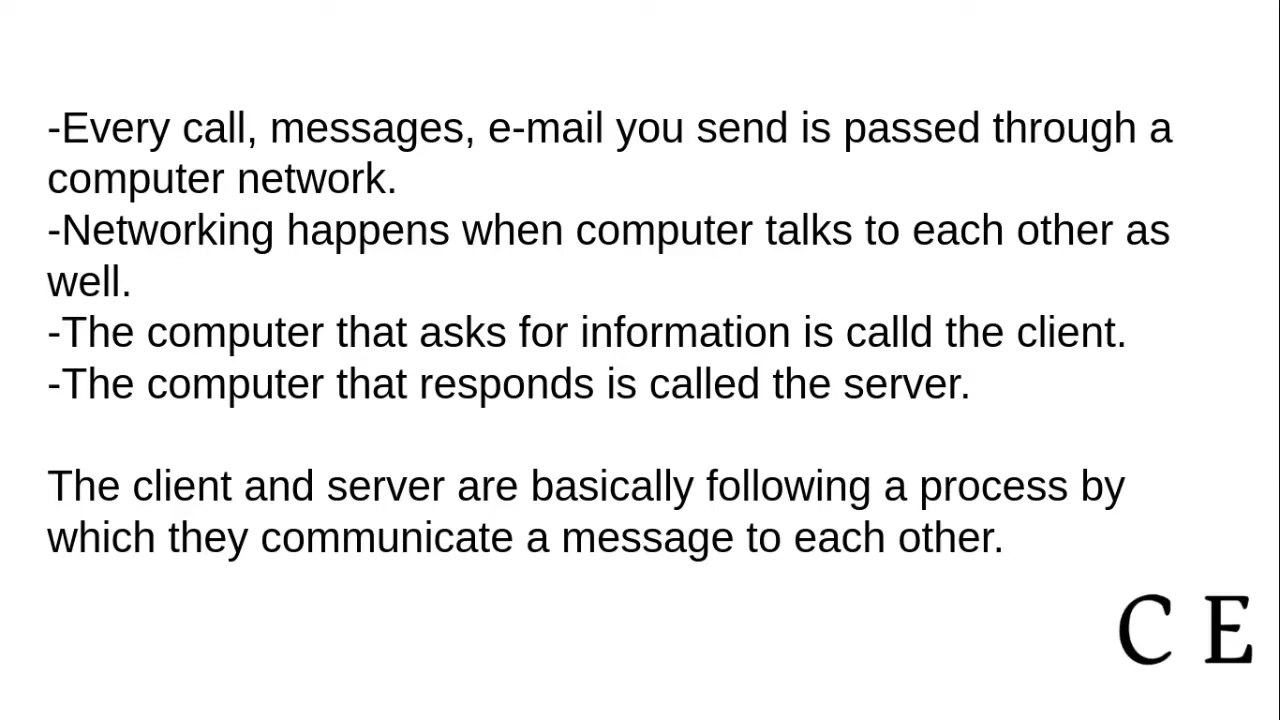 -Every call, messages, e-mail you send is passed through a
computer network.
-Networking happens when computer talks to each other as
well.
-The computer that asks for information is calld the client.
-The computer that responds is called the server.
The client and server are basically following a process by
which they communicate a message to each other.
C E